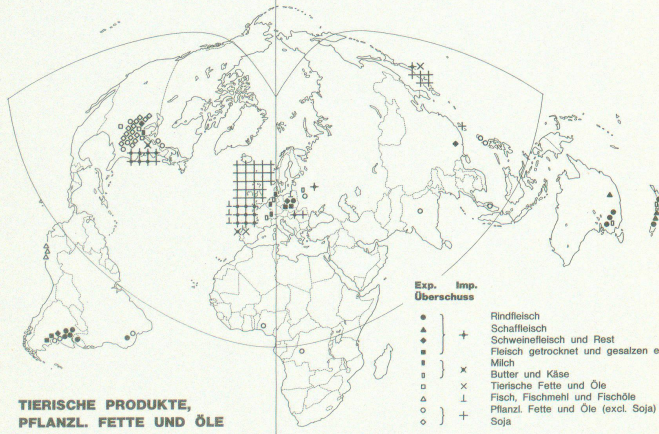 Exp. Imp.
Überschuss
Rindfleisch
Schaffleisch
Schweinefleisch und Rest
Fleisch getrocknet und gesalzen e
Milch
Butter und Käse
Tierische Fette und Öle
Fisch, Fischmehl und Fischöle
Pflanzl. Fette und Öle (excl. Soja)
Soja
TIERISCHE PRODUKTE,
PFLANZL. FETTE UND ÖLE